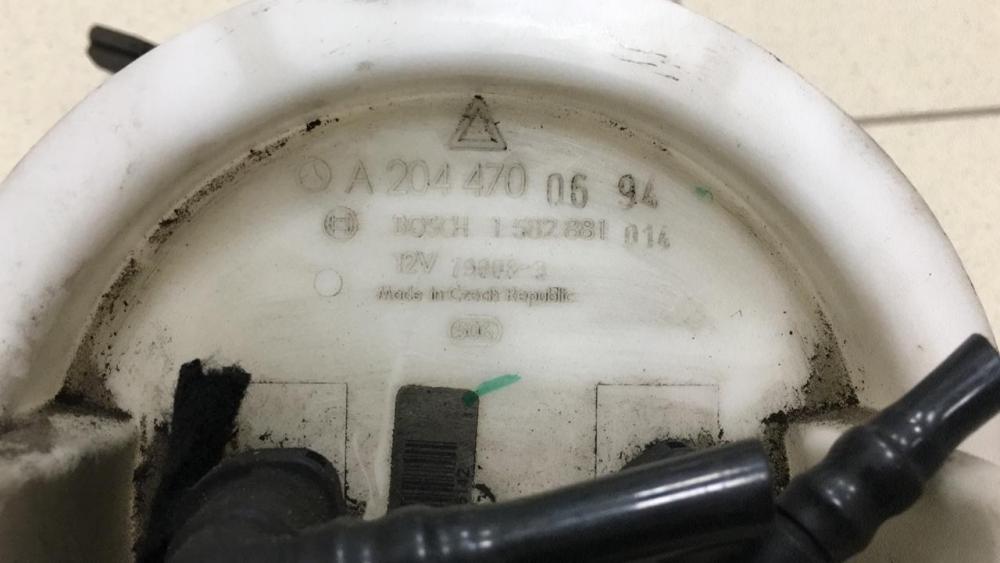 A 204 470 06 94
BOSCH 1 582 881 014
12V
Made in Czech Republic